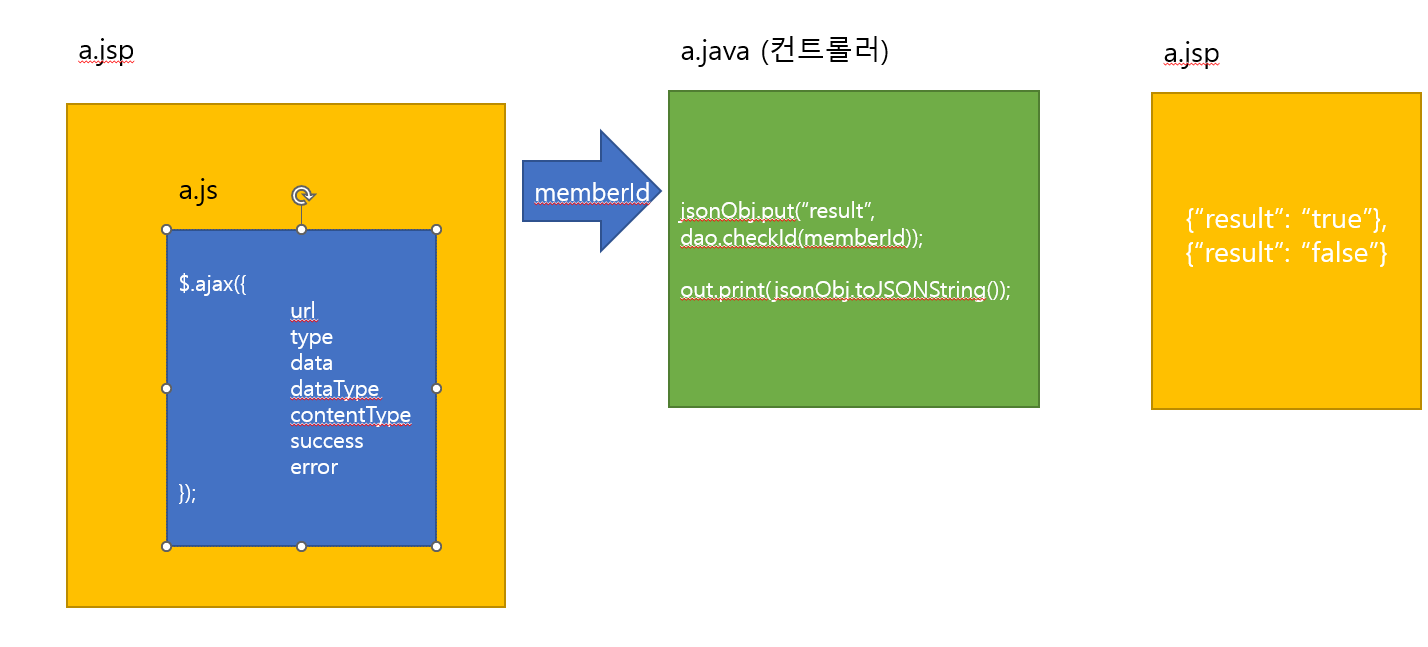 a.jsp
a.js
$.ajax({
url
type
data
dataType
contentType
success
error
});
memberId
a.java (컨트롤러)
jsonObj.put(“result”,
dao.checkId(memberId));
out.print(jsonObj.toJSONString());
a.jsp
{“result”: ”true”},
{“result”: ”false”}